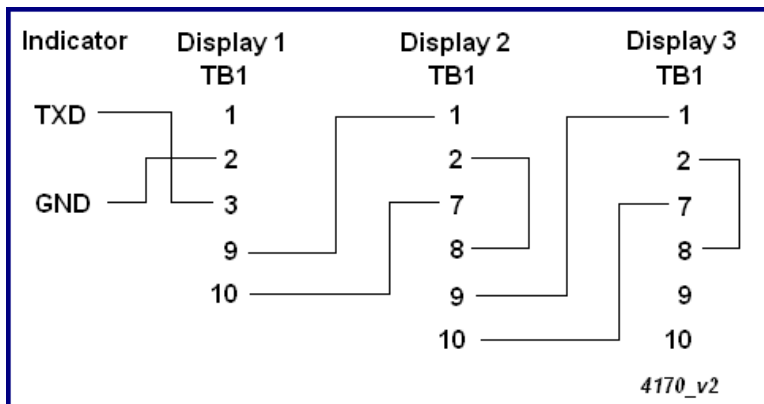 Indicator Display 1 Display 2 Display 3
TB1 TB1 TB1
TXD 1 1 1
2 2 2
GND 3 7 7
9 8 8
10 9 9
10 10
4170_v2